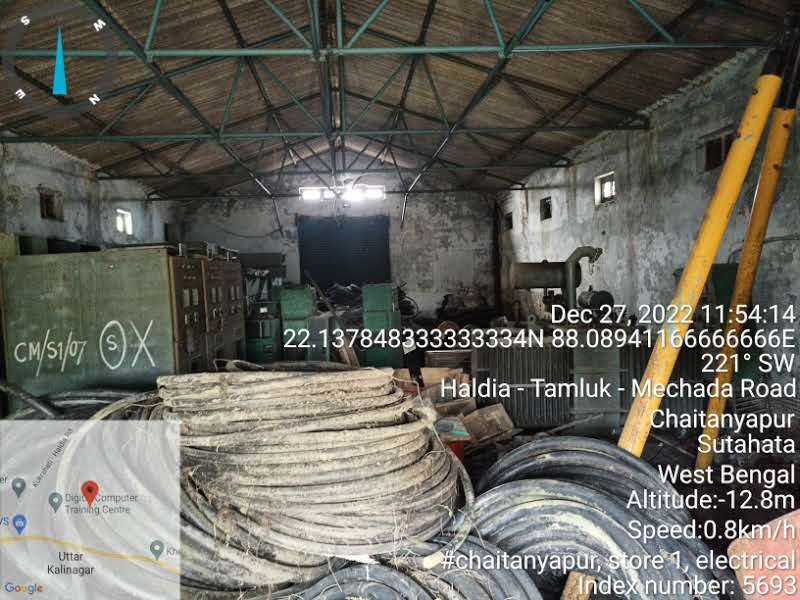 S
W
E
N
CM/S1/07 Ⓢ X
Dec 27, 2022 11:54:14
22.137848333333334N 88.08941166666666E
221° SW
Haldia - Tamluk - Mechada Road
Chaitanyapur
Sutahata
West Bengal
Altitude:-12.8m
Speed:0.8km/h
#chaitanyapur, store 1, electrical
Index number: 5693
Digital Computer
Training Centre
Uttar
Kalinagar
Google